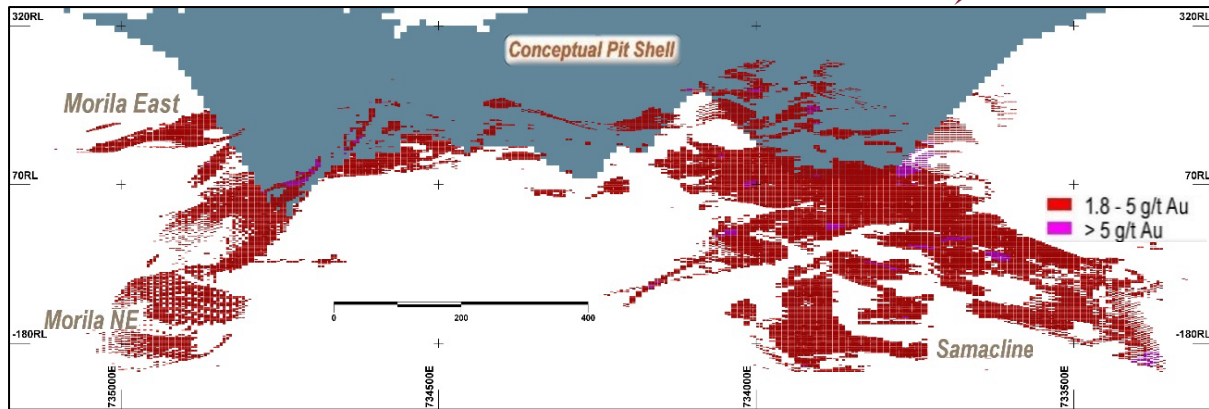 320RL
320RL
Conceptual Pit Shell
Morila East
70RL
70RL
1.8 - 5 g/t Au
> 5 g/t Au
Morila NE
0
200
400
-180RL
-180RL
Samacline
735000E
734500E
734000E
733500E